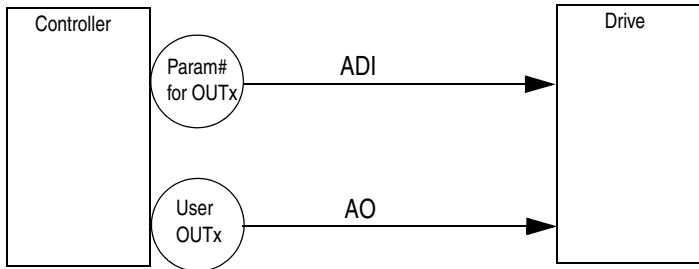 Controller
Drive
Param#
for OUTx
ADI
User
OUTx
AO